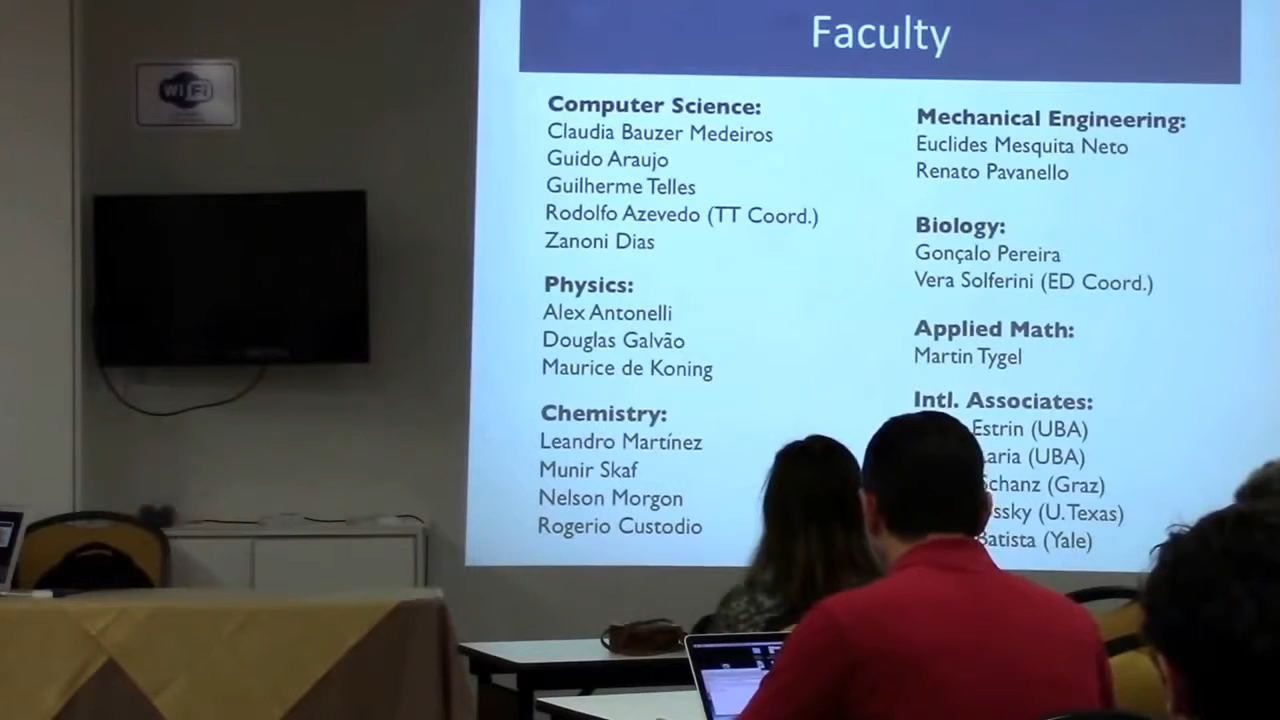 WiFi
Faculty
Computer Science:
Claudia Bauzer Medeiros
Guido Araujo
Guilherme Telles
Rodolfo Azevedo (TT Coord.)
Zanoni Dias
Physics:
Alex Antonelli
Douglas Galvão
Maurice de Koning
Chemistry:
Leandro Martínez
Munir Skaf
Nelson Morgon
Rogerio Custodio
Mechanical Engineering:
Euclides Mesquita Neto
Renato Pavanello
Biology:
Gonçalo Pereira
Vera Solferini (ED Coord.)
Applied Math:
Martin Tygel
Intl. Associates:
Estrin (UBA)
(UBA)
Schanz (Graz)
(U. Texas)
Batista (Yale)